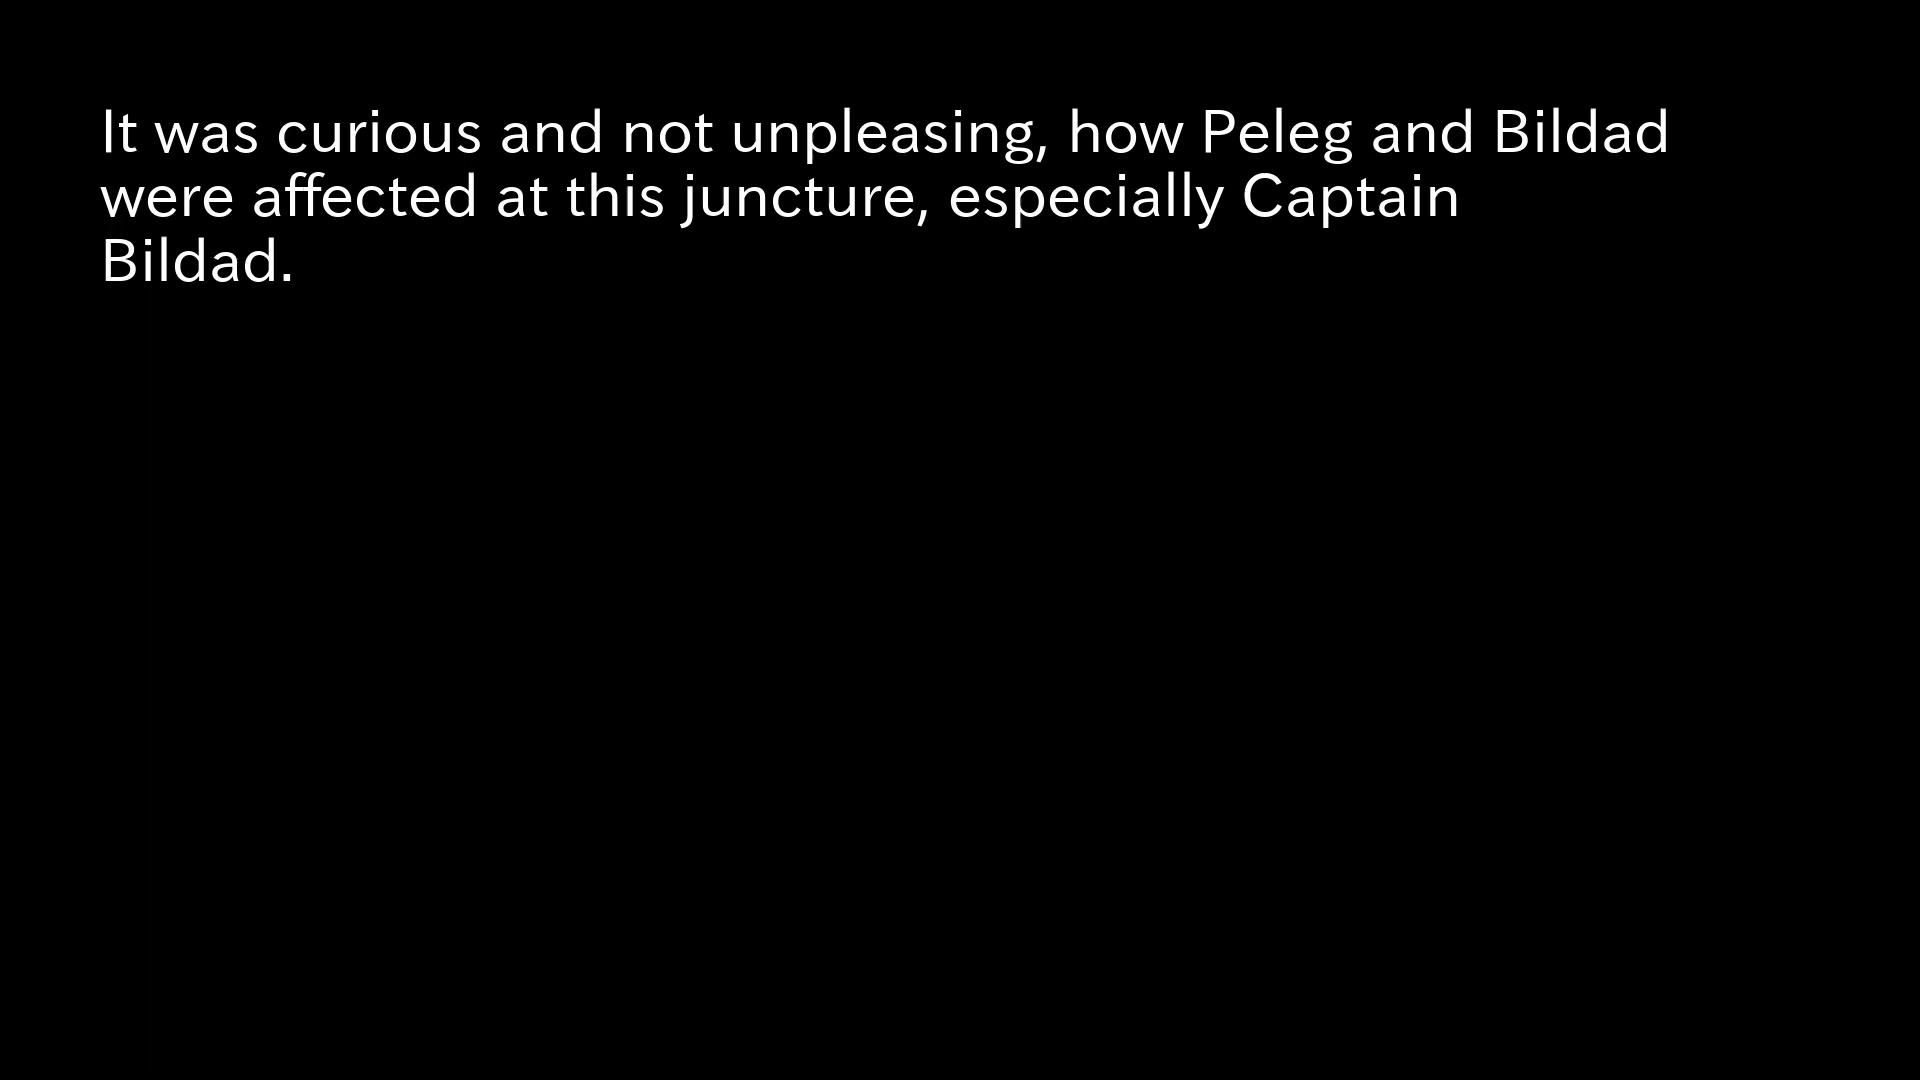 It was curious and not unpleasing, how Peleg and Bildad
were affected at this juncture, especially Captain
Bildad.